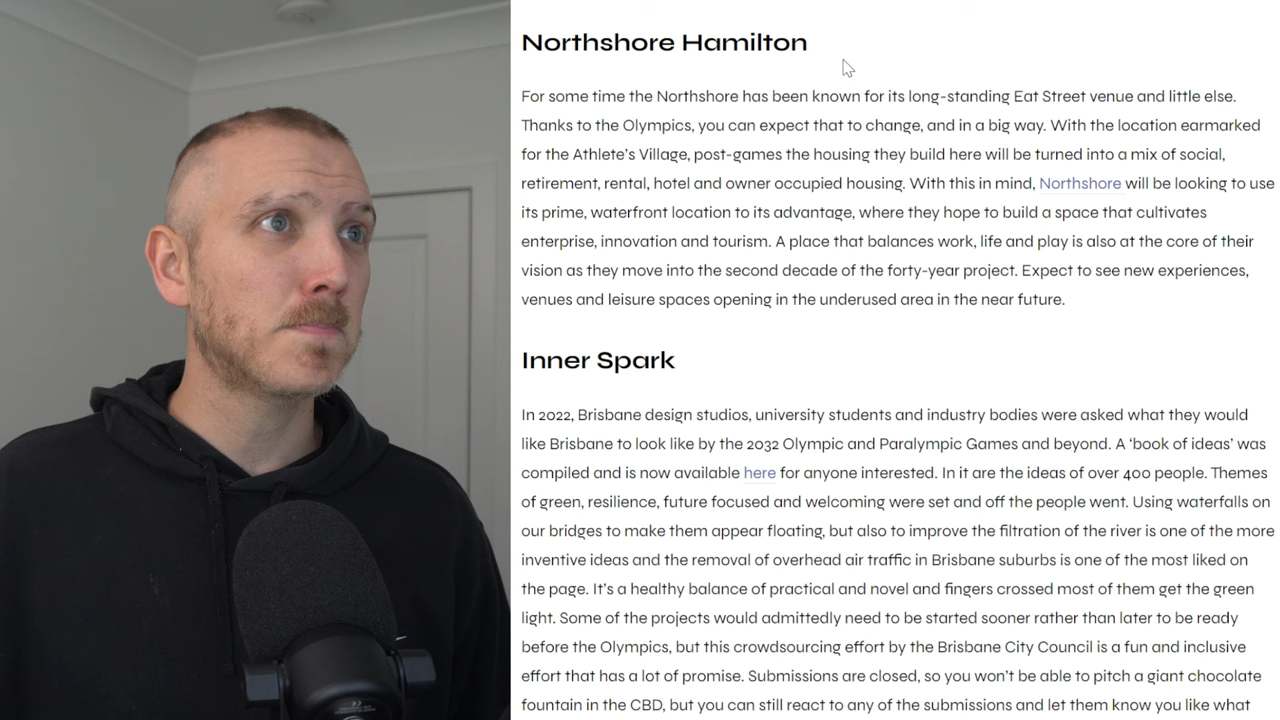 Northshore Hamilton
For some time the Northshore has been known for its long-standing Eat Street venue and little else.
Thanks to the Olympics, you can expect that to change, and in a big way. With the location earmarked
for the Athlete's Village, post-games the housing they build here will be turned into a mix of social,
retirement, rental, hotel and owner occupied housing. With this in mind, Northshore will be looking to use
its prime, waterfront location to its advantage, where they hope to build a space that cultivates
enterprise, innovation and tourism. A place that balances work, life and play is also at the core of their
vision as they move into the second decade of the forty-year project. Expect to see new experiences,
venues and leisure spaces opening in the underused area in the near future.
Inner Spark
In 2022, Brisbane design studios, university students and industry bodies were asked what they would
like Brisbane to look like by the 2032 Olympic and Paralympic Games and beyond. A ‘book of ideas’ was
compiled and is now available here for anyone interested. In it are the ideas of over 400 people. Themes
of green, resilience, future focused and welcoming were set and off the people went. Using waterfalls on
our bridges to make them appear floating, but also to improve the filtration of the river is one of the more
inventive ideas and the removal of overhead air traffic in Brisbane suburbs is one of the most liked on
the page. It's a healthy balance of practical and novel and fingers crossed most of them get the green
light. Some of the projects would admittedly need to be started sooner rather than later to be ready
before the Olympics, but this crowdsourcing effort by the Brisbane City Council is a fun and inclusive
effort that has a lot of promise. Submissions are closed, so you won't be able to pitch a giant chocolate
fountain in the CBD, but you can still react to any of the submissions and let them know you like what